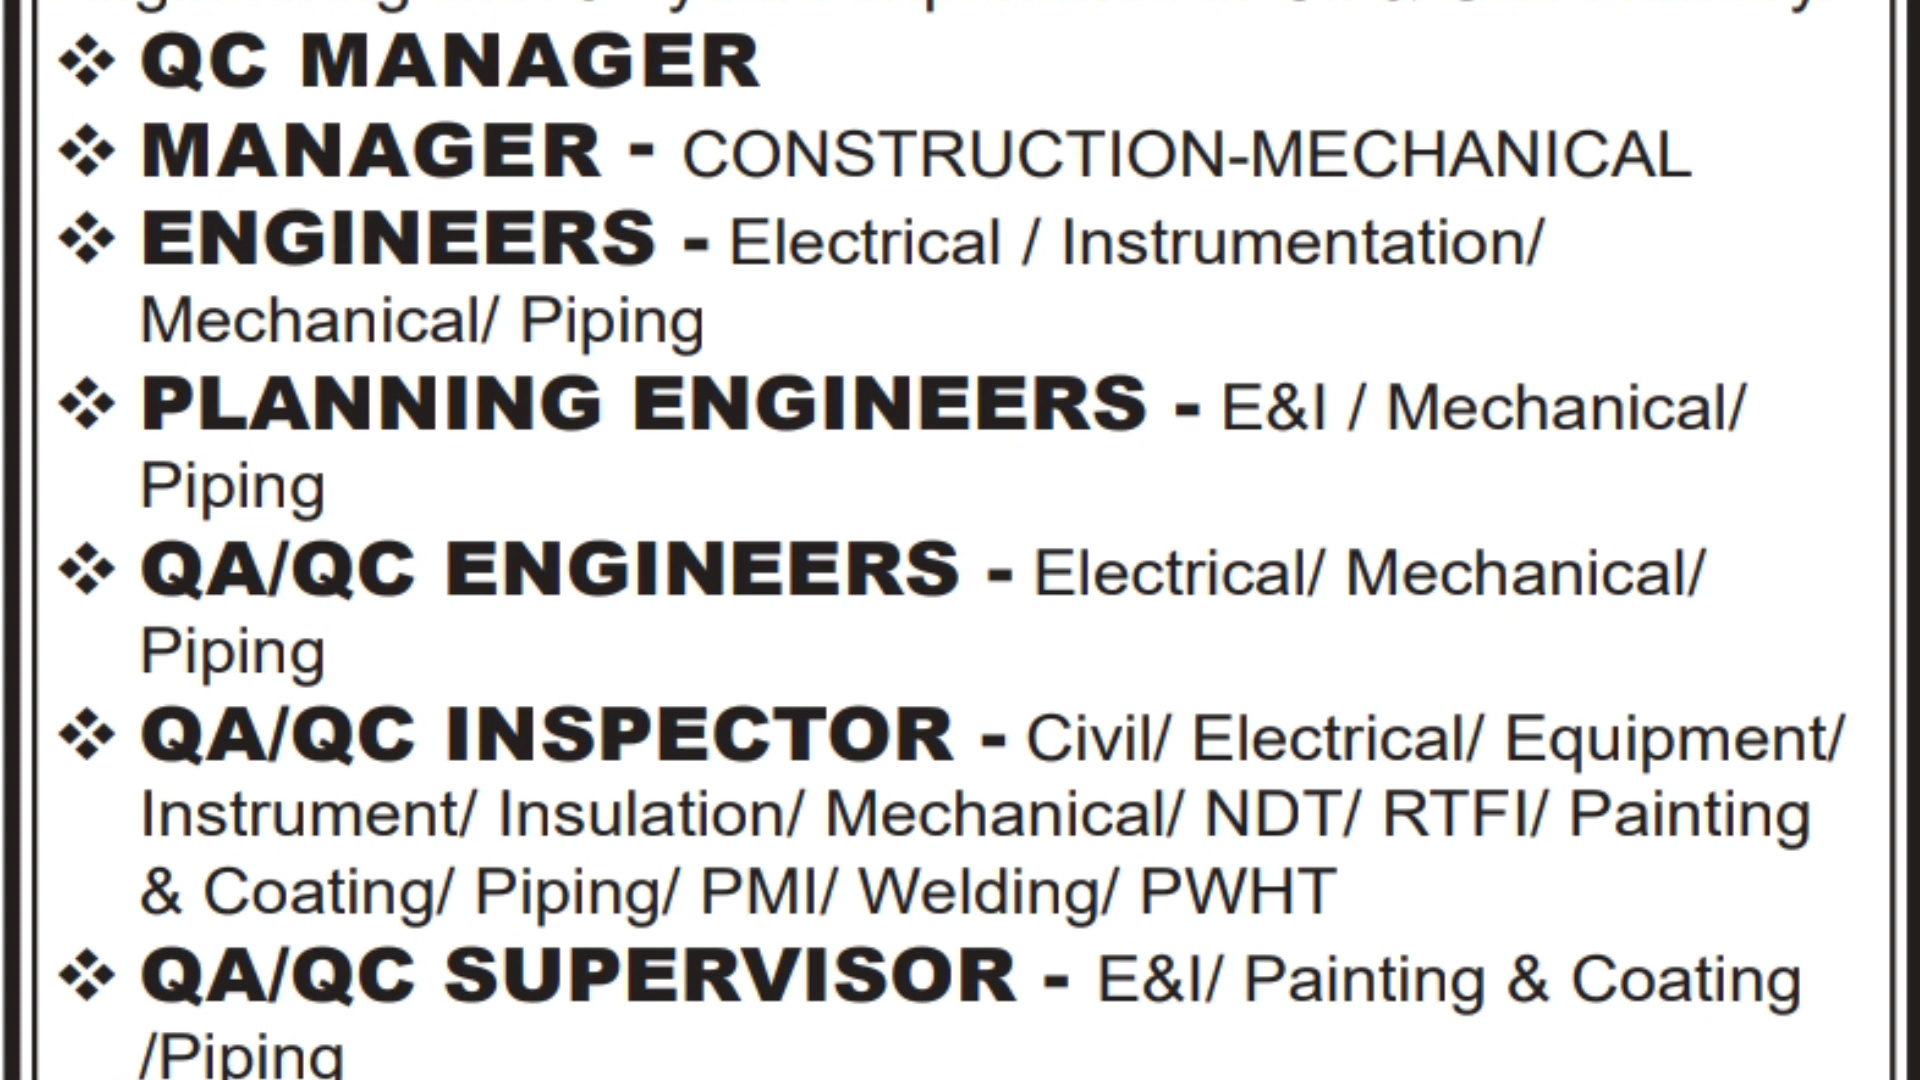 ❖ QC MANAGER
❖ MANAGER - CONSTRUCTION-MECHANICAL
❖ ENGINEERS - Electrical / Instrumentation/
Mechanical/ Piping
❖ PLANNING ENGINEERS - E&I / Mechanical/
Piping
❖ QA/QC ENGINEERS - Electrical/ Mechanical/
Piping
❖ QA/QC INSPECTOR - Civil/ Electrical/ Equipment/
Instrument/ Insulation/ Mechanical/ NDT/ RTFI/ Painting
& Coating/ Piping/ PMI/ Welding/ PWHT
❖ QA/QC SUPERVISOR - E&I/ Painting & Coating
/Piping